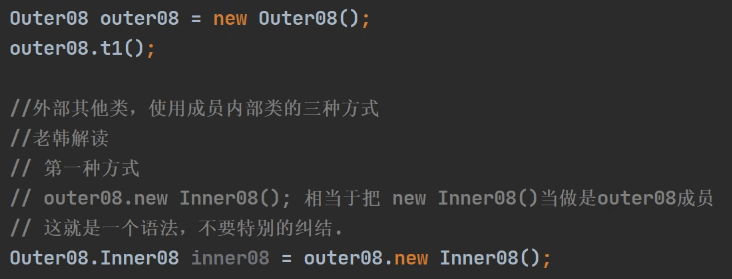 Outer08 outer08 = new Outer08();
outer08.t1();
//外部其他类，使用成员内部类的三种方式
//老韩解读
// 第一种方式
// outer08.new Inner08(); 相当于把 new Inner08()当做是outer08成员
// 这就是一个语法，不要特别的纠结.
Outer08.Inner08 inner08 = outer08.new Inner08();